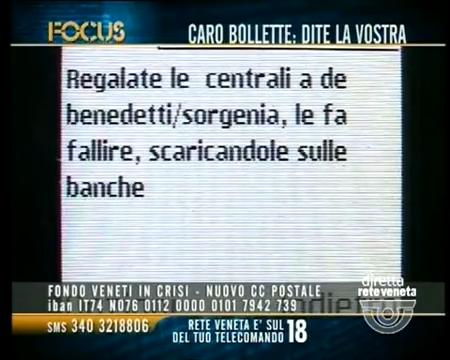 FOCUS
CARO BOLLETTE: DITE LA VOSTRA
Regalate le centrali a de
benedetti/sorgenia, le fa
fallire, scaricandole sulle
banche
diretta
reteveneta
FONDO VENETI IN CRISI - NUOVO CC POSTALE
iban IT74 N076 0112 0000 0101 7942 739
SMS 340 3218806
RETE VENETA E' SUL
DEL TUO TELECOMANDO 18